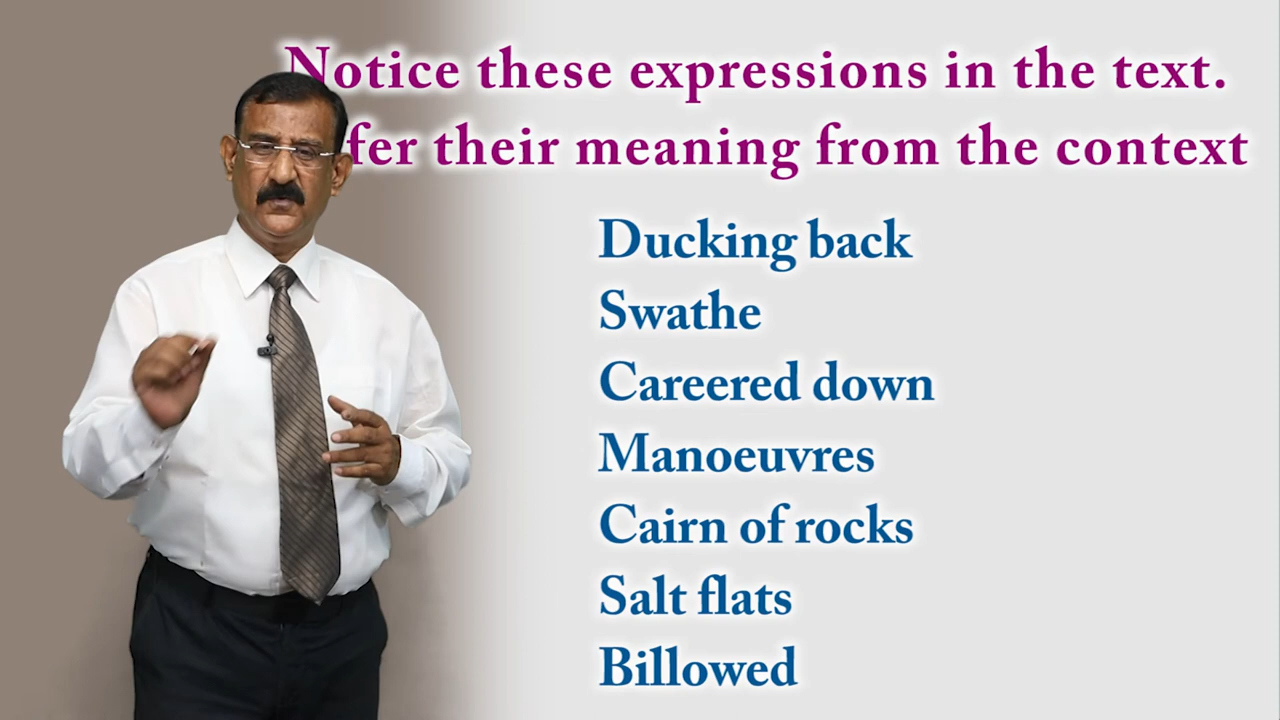 Notice these expressions in the text.
fer their meaning from the context
Ducking back
Swathe
Careered down
Manoeuvres
Cairn of rocks
Salt flats
Billowed